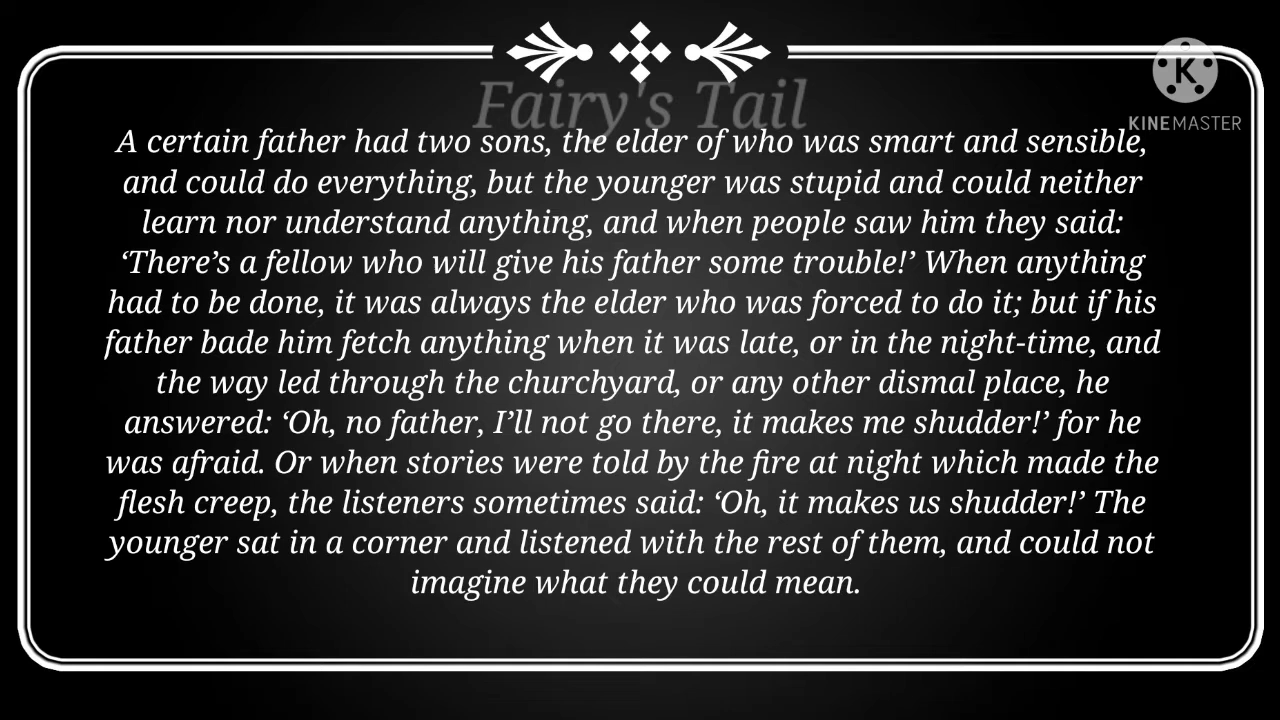 Fairy's Tail
K
KINEMASTER
A certain father had two sons, the elder of who was smart and sensible,
and could do everything, but the younger was stupid and could neither
learn nor understand anything, and when people saw him they said:
‘There’s a fellow who will give his father some trouble!’ When anything
had to be done, it was always the elder who was forced to do it; but if his
father bade him fetch anything when it was late, or in the night-time, and
the way led through the churchyard, or any other dismal place, he
answered: ‘Oh, no father, I’ll not go there, it makes me shudder!’ for he
was afraid. Or when stories were told by the fire at night which made the
flesh creep, the listeners sometimes said: ‘Oh, it makes us shudder!’ The
younger sat in a corner and listened with the rest of them, and could not
imagine what they could mean.